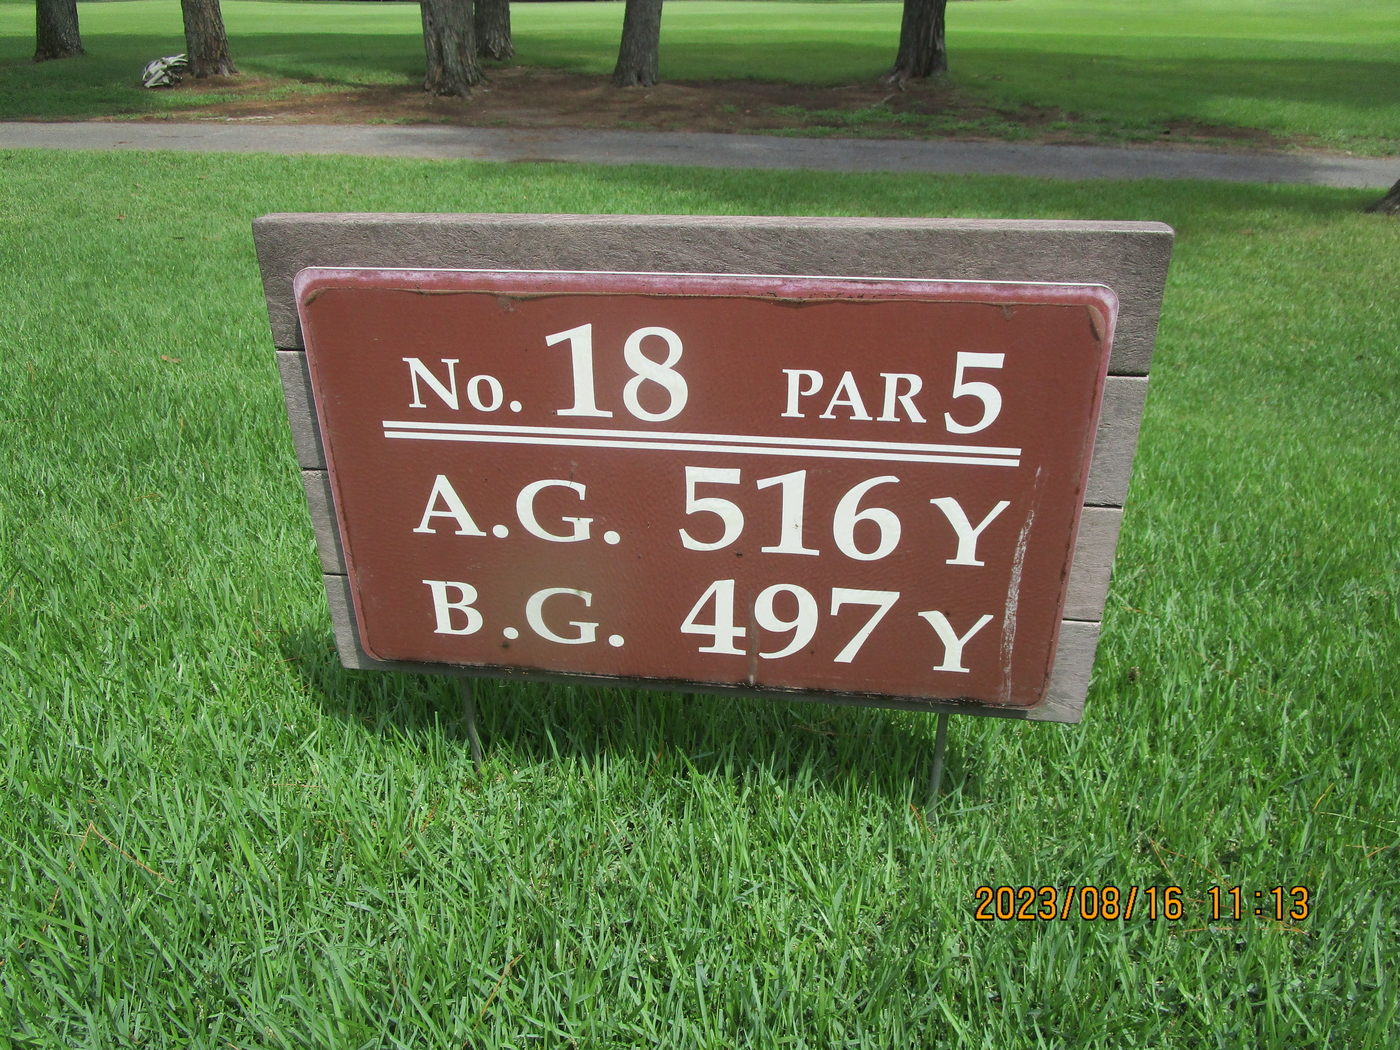 No. 18 PAR 5
A.G. 516 Y
B.G. 497 Y
2023/08/16 11:13